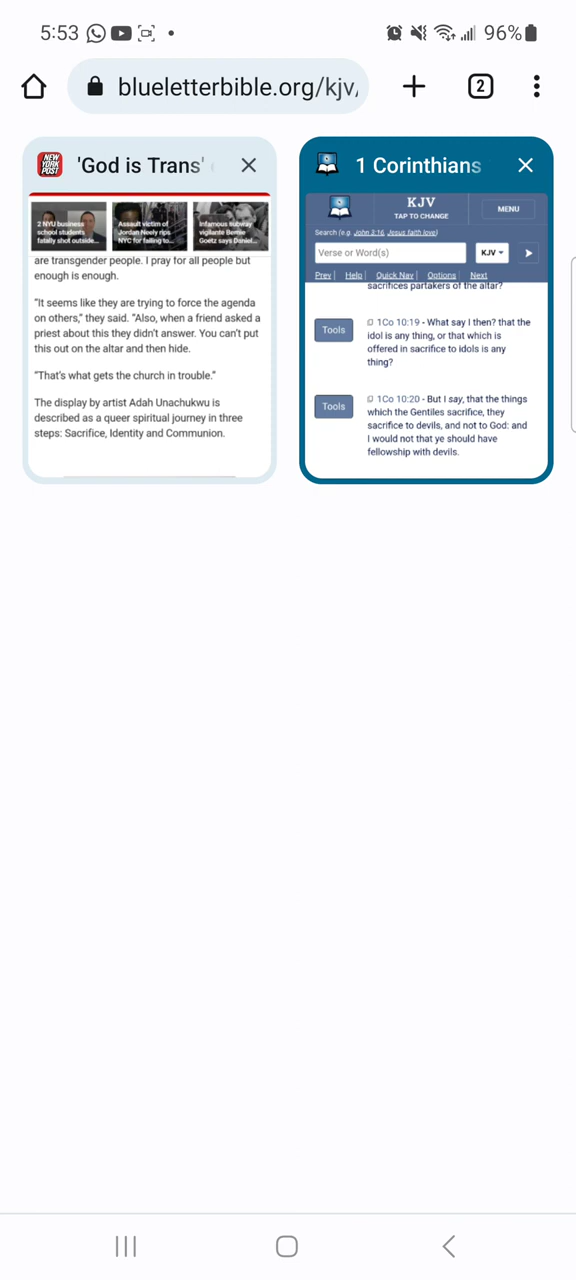 5:53
96%
blueletterbible.org/kjv/
2
NEW YORK POST
'God is Trans'
1 Corinthians
2 NYU business
school students
fatally shot outside...
Assault victim of
Jordan Neely rips
NYC for failing to...
Infamous subway
vigilante Bernie
Goetz says Daniel...
are transgender people. I pray for all people but
enough is enough.
"It seems like they are trying to force the agenda
on others," they said. "Also, when a friend asked a
priest about this they didn't answer. You can't put
this out on the altar and then hide.
"That's what gets the church in trouble."
The display by artist Adah Unachukwu is
described as a queer spiritual journey in three
steps: Sacrifice, Identity and Communion.
KJV
TAP TO CHANGE
MENU
Search (e.g. John 3:16, Jesus faith love)
Verse or Word(s)
KJV
Prev | Help | Quick Nav | Options | Next
sacrifices partakers of the altar?
Tools
1Co 10:19 - What say I then? that the
idol is any thing, or that which is
offered in sacrifice to idols is any
thing?
Tools
1Co 10:20 - But I say, that the things
which the Gentiles sacrifice, they
sacrifice to devils, and not to God: and
I would not that ye should have
fellowship with devils.